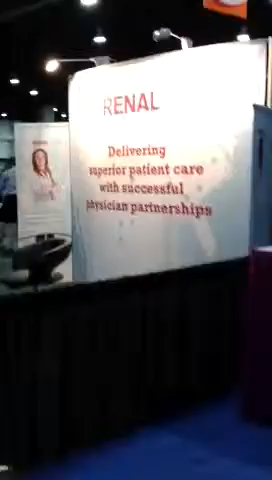 RENAL
Delivering
superior patient care
with successful
physician partnerships